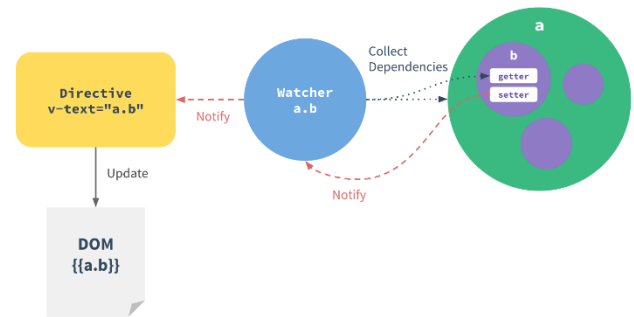 Directive
v-text="a.b"
Notify
Watcher
a.b
Collect
Dependencies
a
b
getter
setter
Notify
Update
DOM
{{a.b}}